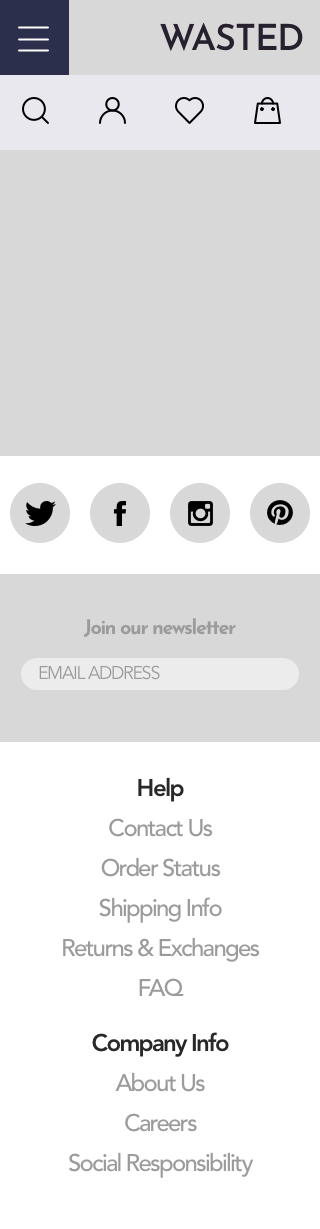 WASTED
Join our newsletter
EMAIL ADDRESS
Help
Contact Us
Order Status
Shipping Info
Returns & Exchanges
FAQ
Company Info
About Us
Careers
Social Responsibility